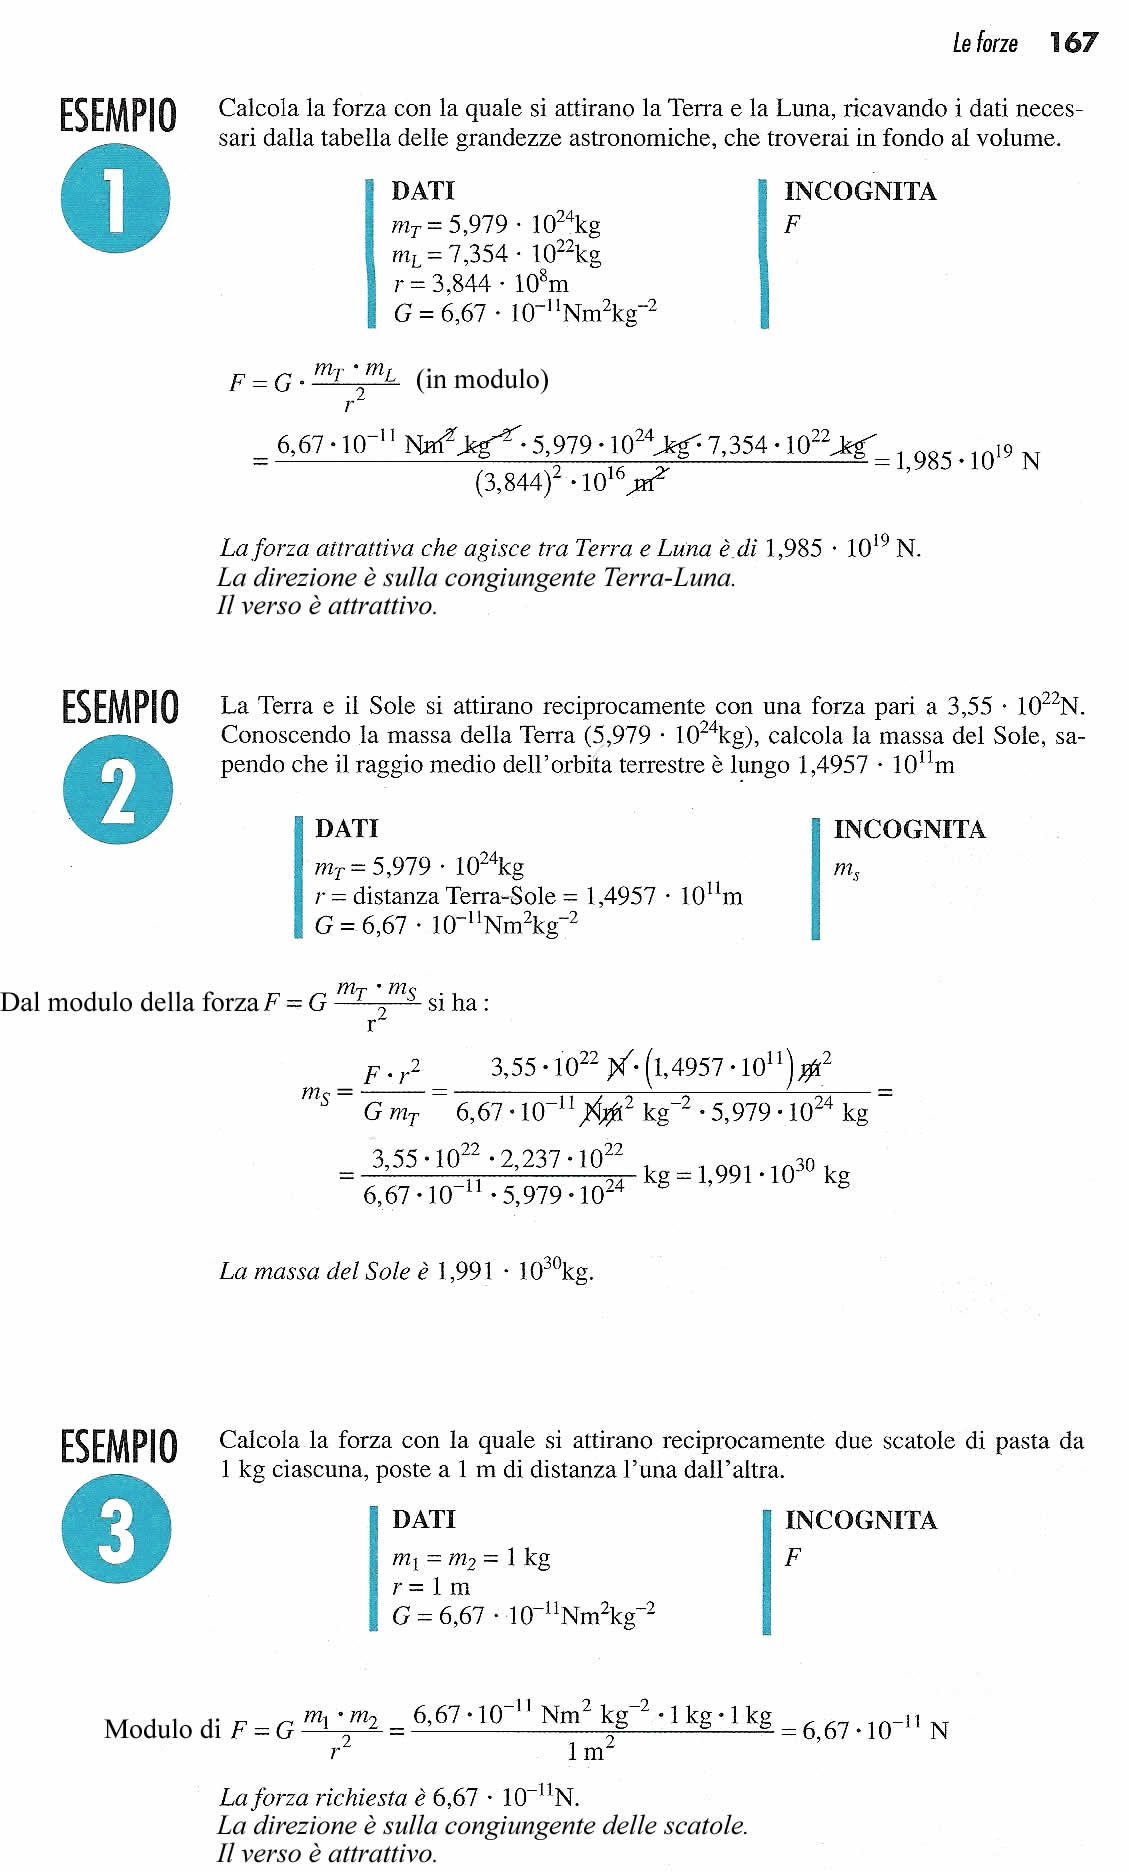 Le forze 167
ESEMPIO
1
Calcola la forza con la quale si attirano la Terra e la Luna, ricavando i dati neces-
sari dalla tabella delle grandezze astronomiche, che troverai in fondo al volume.
DATI
m_T = 5,979 · 10^24 kg
m_L = 7,354 · 10^22 kg
r = 3,844 · 10^8 m
G = 6,67 · 10^–11 Nm^2kg^–2
INCOGNITA
F
F = G · (m_T · m_L) / r^2 (in modulo)
= (6,67 · 10^–11 Nm^2 kg^–2 · 5,979 · 10^24 kg · 7,354 · 10^22 kg) / ((3,844)^2 · 10^16 m^2) = 1,985 · 10^19 N
La forza attrattiva che agisce tra Terra e Luna è di 1,985 · 10^19 N.
La direzione è sulla congiungente Terra-Luna.
Il verso è attrattivo.
ESEMPIO
2
La Terra e il Sole si attirano reciprocamente con una forza pari a 3,55 · 10^22 N.
Conoscendo la massa della Terra (5,979 · 10^24 kg), calcola la massa del Sole, sa-
pendo che il raggio medio dell'orbita terrestre è lungo 1,4957 · 10^11 m
DATI
m_T = 5,979 · 10^24 kg
r = distanza Terra-Sole = 1,4957 · 10^11 m
G = 6,67 · 10^–11 Nm^2kg^–2
INCOGNITA
m_s
Dal modulo della forza F = G (m_T · m_S) / r^2 si ha :
m_S = (F · r^2) / (G m_T) = (3,55 · 10^22 N · (1,4957 · 10^11) m^2) / (6,67 · 10^–11 Nm^2 kg^–2 · 5,979 · 10^24 kg) =
= (3,55 · 10^22 · 2,237 · 10^22) / (6,67 · 10^–11 · 5,979 · 10^24) kg = 1,991 · 10^30 kg
La massa del Sole è 1,991 · 10^30 kg.
ESEMPIO
3
Calcola la forza con la quale si attirano reciprocamente due scatole di pasta da
1 kg ciascuna, poste a 1 m di distanza l'una dall'altra.
DATI
m_1 = m_2 = 1 kg
r = 1 m
G = 6,67 · 10^–11 Nm^2kg^–2
INCOGNITA
F
Modulo di F = G (m_1 · m_2) / r^2 = (6,67 · 10^–11 Nm^2 kg^–2 · 1 kg · 1 kg) / (1 m^2) = 6,67 · 10^–11 N
La forza richiesta è 6,67 · 10^–11 N.
La direzione è sulla congiungente delle scatole.
Il verso è attrattivo.